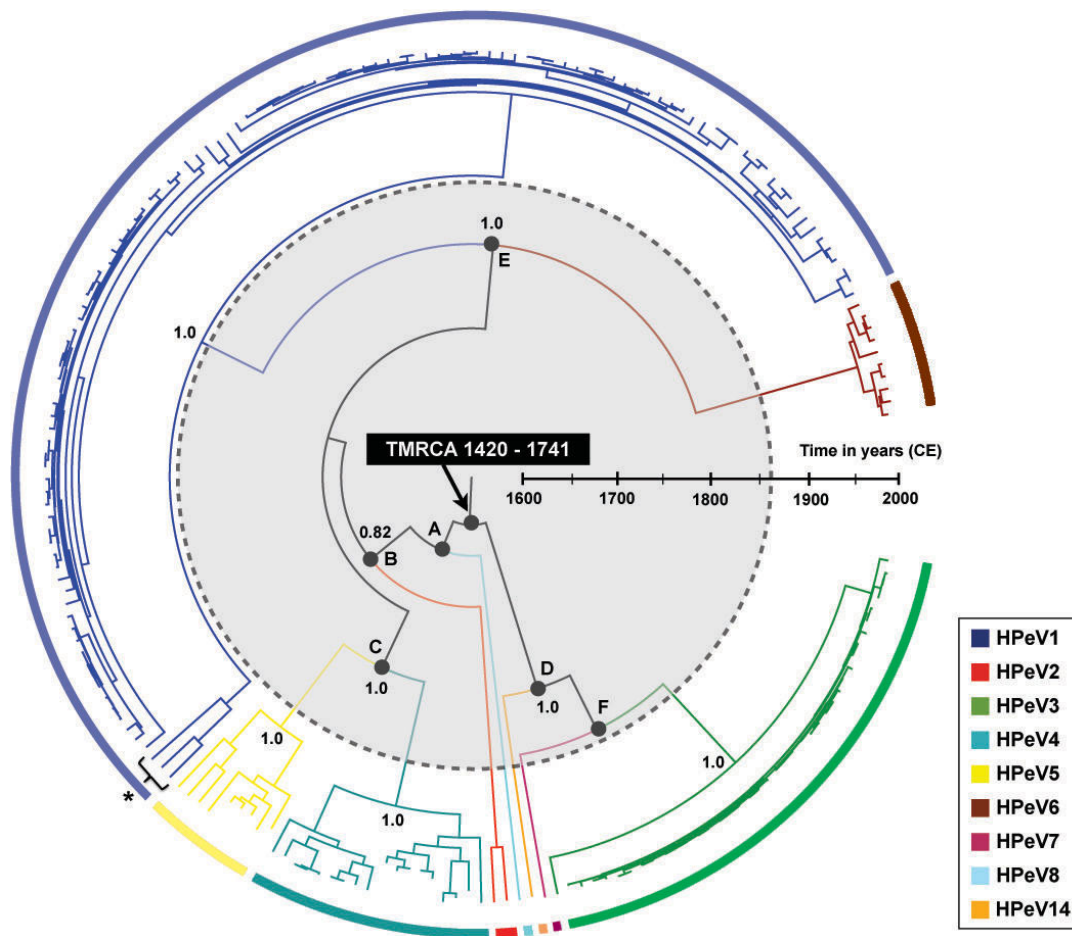 1.0
E
1.0
TMRCA 1420 - 1741
Time in years (CE)
1600
1700
1800
1900
2000
A
0.82
B
C
1.0
D
1.0
F
1.0
1.0
1.0
*
HPeV1
HPeV2
HPeV3
HPeV4
HPeV5
HPeV6
HPeV7
HPeV8
HPeV14